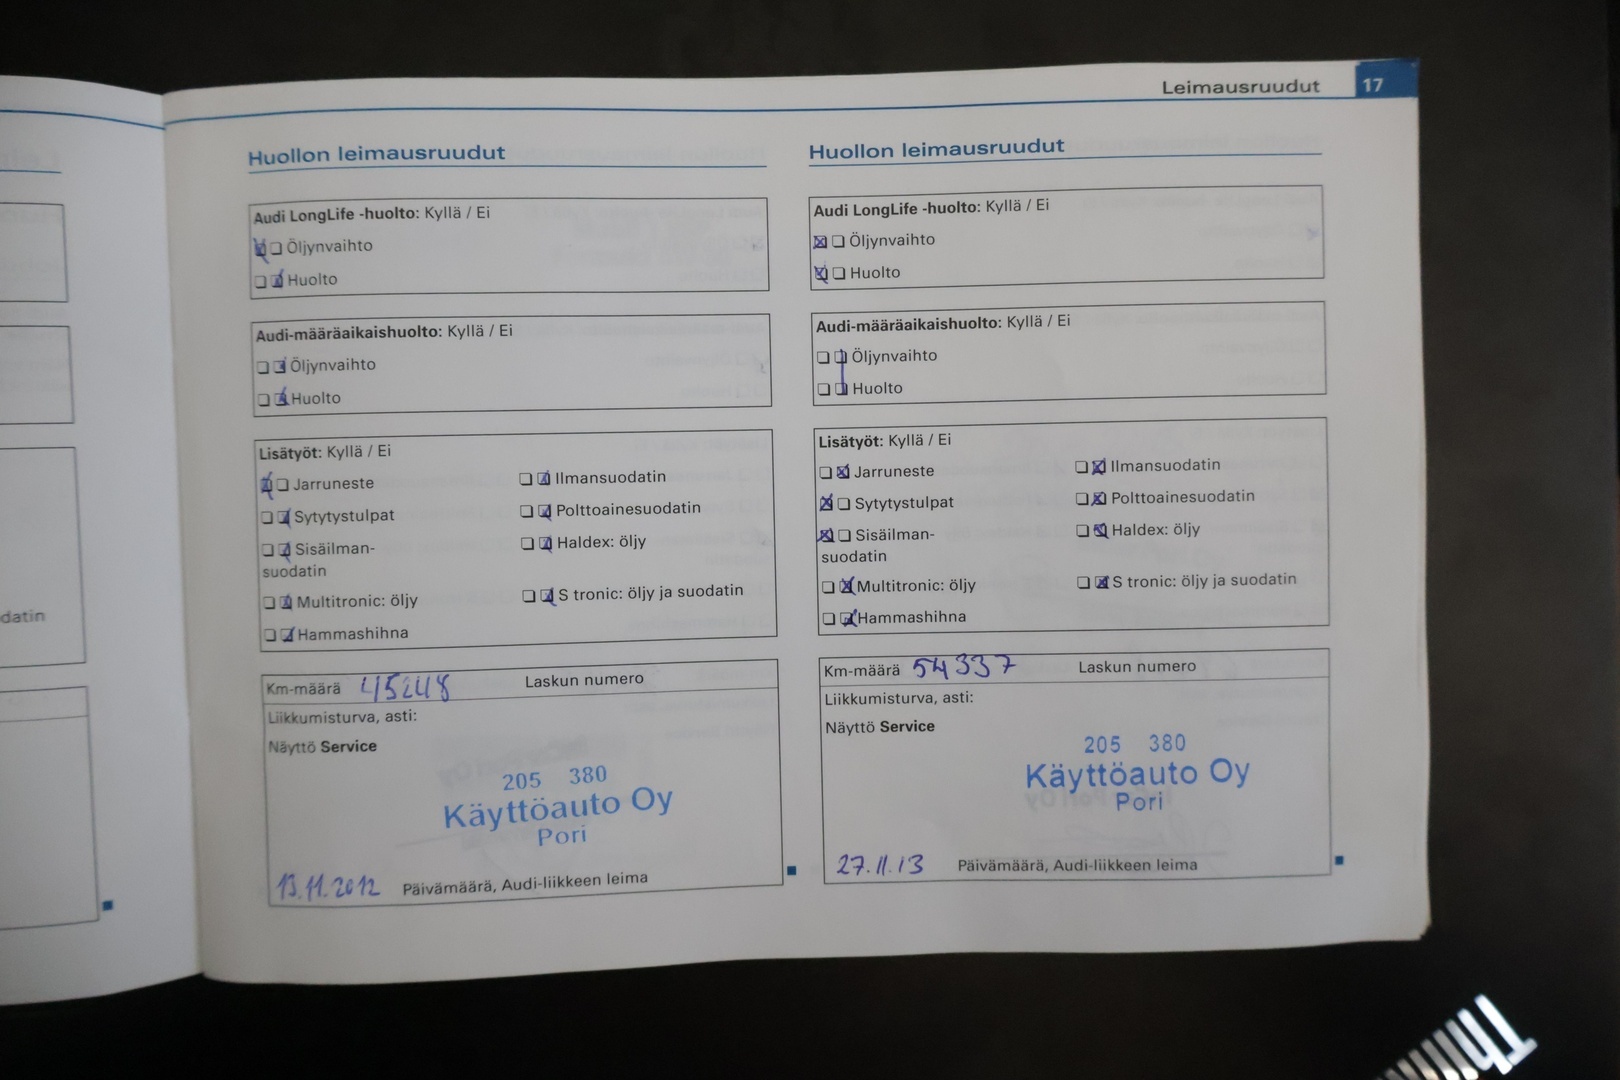 Leimausruudut 17
Huollon leimausruudut
Audi LongLife -huolto: Kyllä / Ei
Öljynvaihto
Huolto
Audi-määräaikaishuolto: Kyllä / Ei
Öljynvaihto
Huolto
Lisätyöt: Kyllä / Ei
Jarruneste
Ilmansuodatin
Sytytystulpat
Polttoainesuodatin
Sisäilman-
suodatin
Haldex: öljy
Multitronic: öljy
S tronic: öljy ja suodatin
Hammashihna
Km-määrä 45248 Laskun numero
Liikkumisturva, asti:
Näyttö Service
205 380
Käyttöauto Oy
Pori
13.11.2012 Päivämäärä, Audi-liikkeen leima
Huollon leimausruudut
Audi LongLife -huolto: Kyllä / Ei
Öljynvaihto
Huolto
Audi-määräaikaishuolto: Kyllä / Ei
Öljynvaihto
Huolto
Lisätyöt: Kyllä / Ei
Jarruneste
Ilmansuodatin
Sytytystulpat
Polttoainesuodatin
Sisäilman-
suodatin
Haldex: öljy
Multitronic: öljy
S tronic: öljy ja suodatin
Hammashihna
Km-määrä 54337 Laskun numero
Liikkumisturva, asti:
Näyttö Service
205 380
Käyttöauto Oy
Pori
27.11.13 Päivämäärä, Audi-liikkeen leima
datin